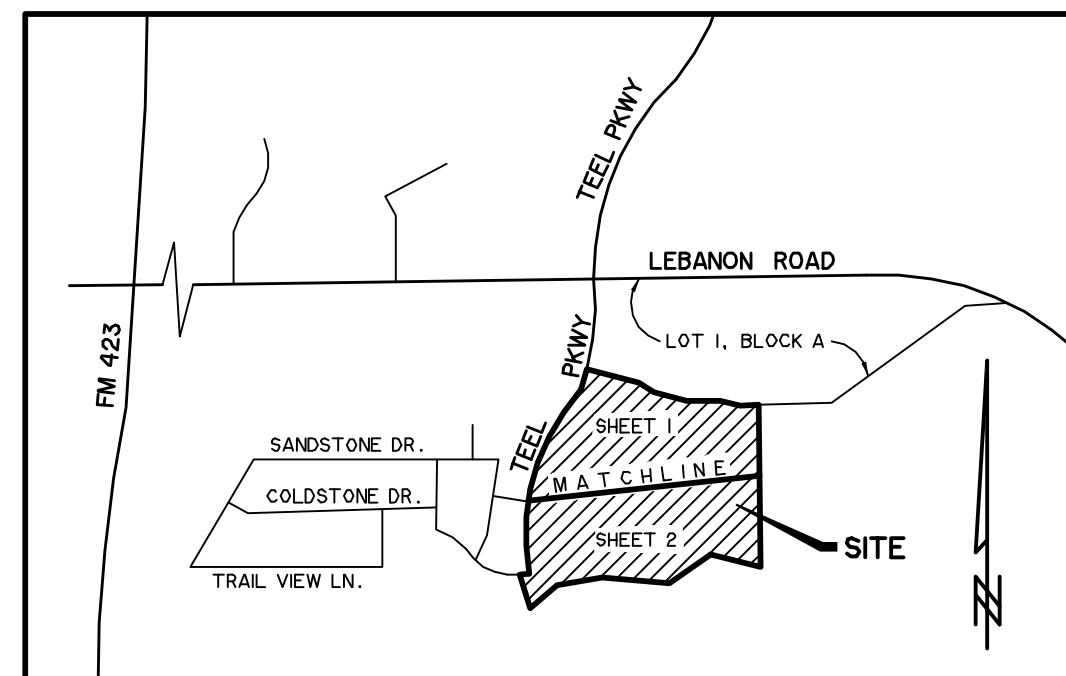 TEEL PKWY
LEBANON ROAD
FM 423
PKWY
LOT 1, BLOCK A
TEEL
SHEET 1
SANDSTONE DR.
MATCHLINE
COLDSTONE DR.
SHEET 2
SITE
TRAIL VIEW LN.
N